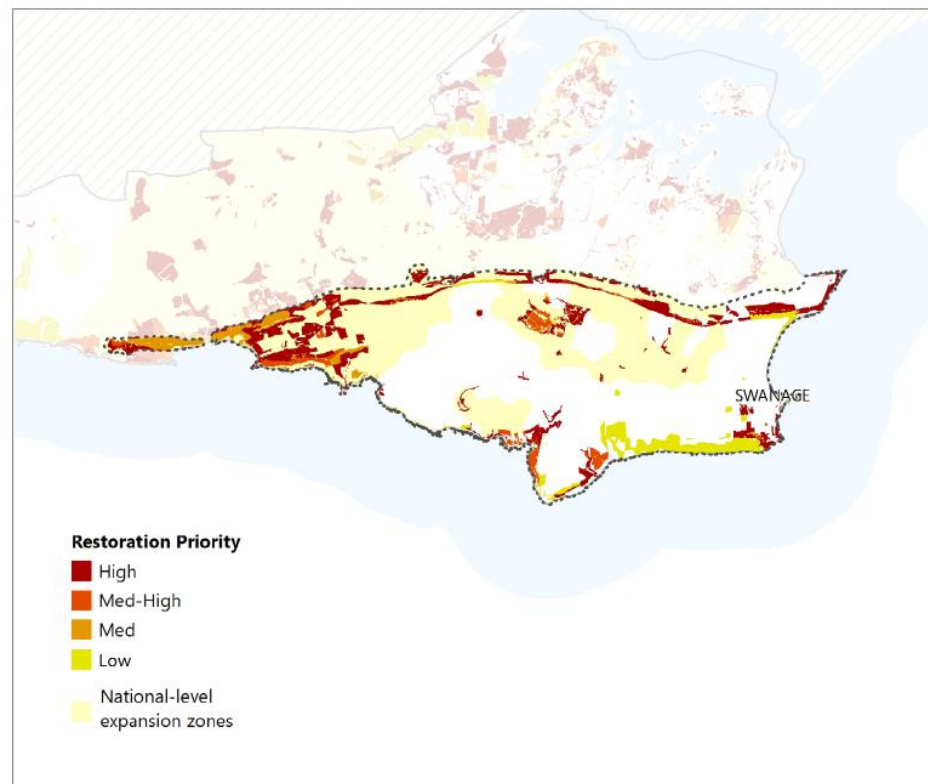 SWANAGE
Restoration Priority
High
Med-High
Med
Low
National-level
expansion zones